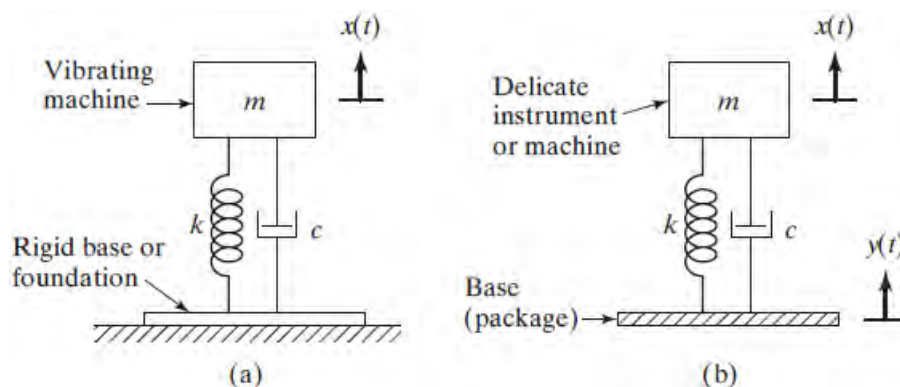 x(t)
Vibrating
machine
m
k
c
Rigid base or
foundation
(a)
x(t)
Delicate
instrument
or machine
m
k
c
y(t)
Base
(package)
(b)